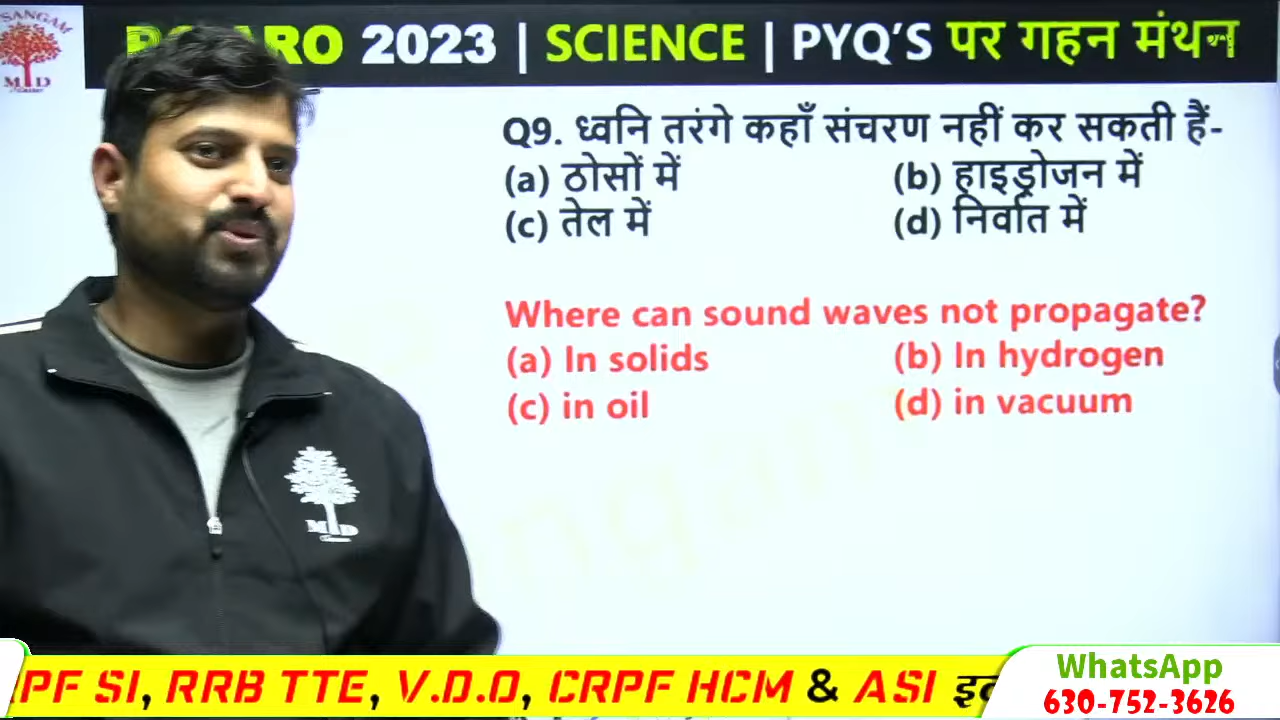 SANGAM
M D
ARO 2023 | SCIENCE | PYQ'S पर गहन मंथन
Q9. ध्वनि तरंगे कहाँ संचरण नहीं कर सकती हैं-
(a) ठोसों में (b) हाइड्रोजन में
(c) तेल में (d) निर्वात में
Where can sound waves not propagate?
(a) In solids (b) In hydrogen
(c) in oil (d) in vacuum
M D
PF SI, RRB TTE, V.D.O, CRPF HCM & ASI
WhatsApp
630-752-3626